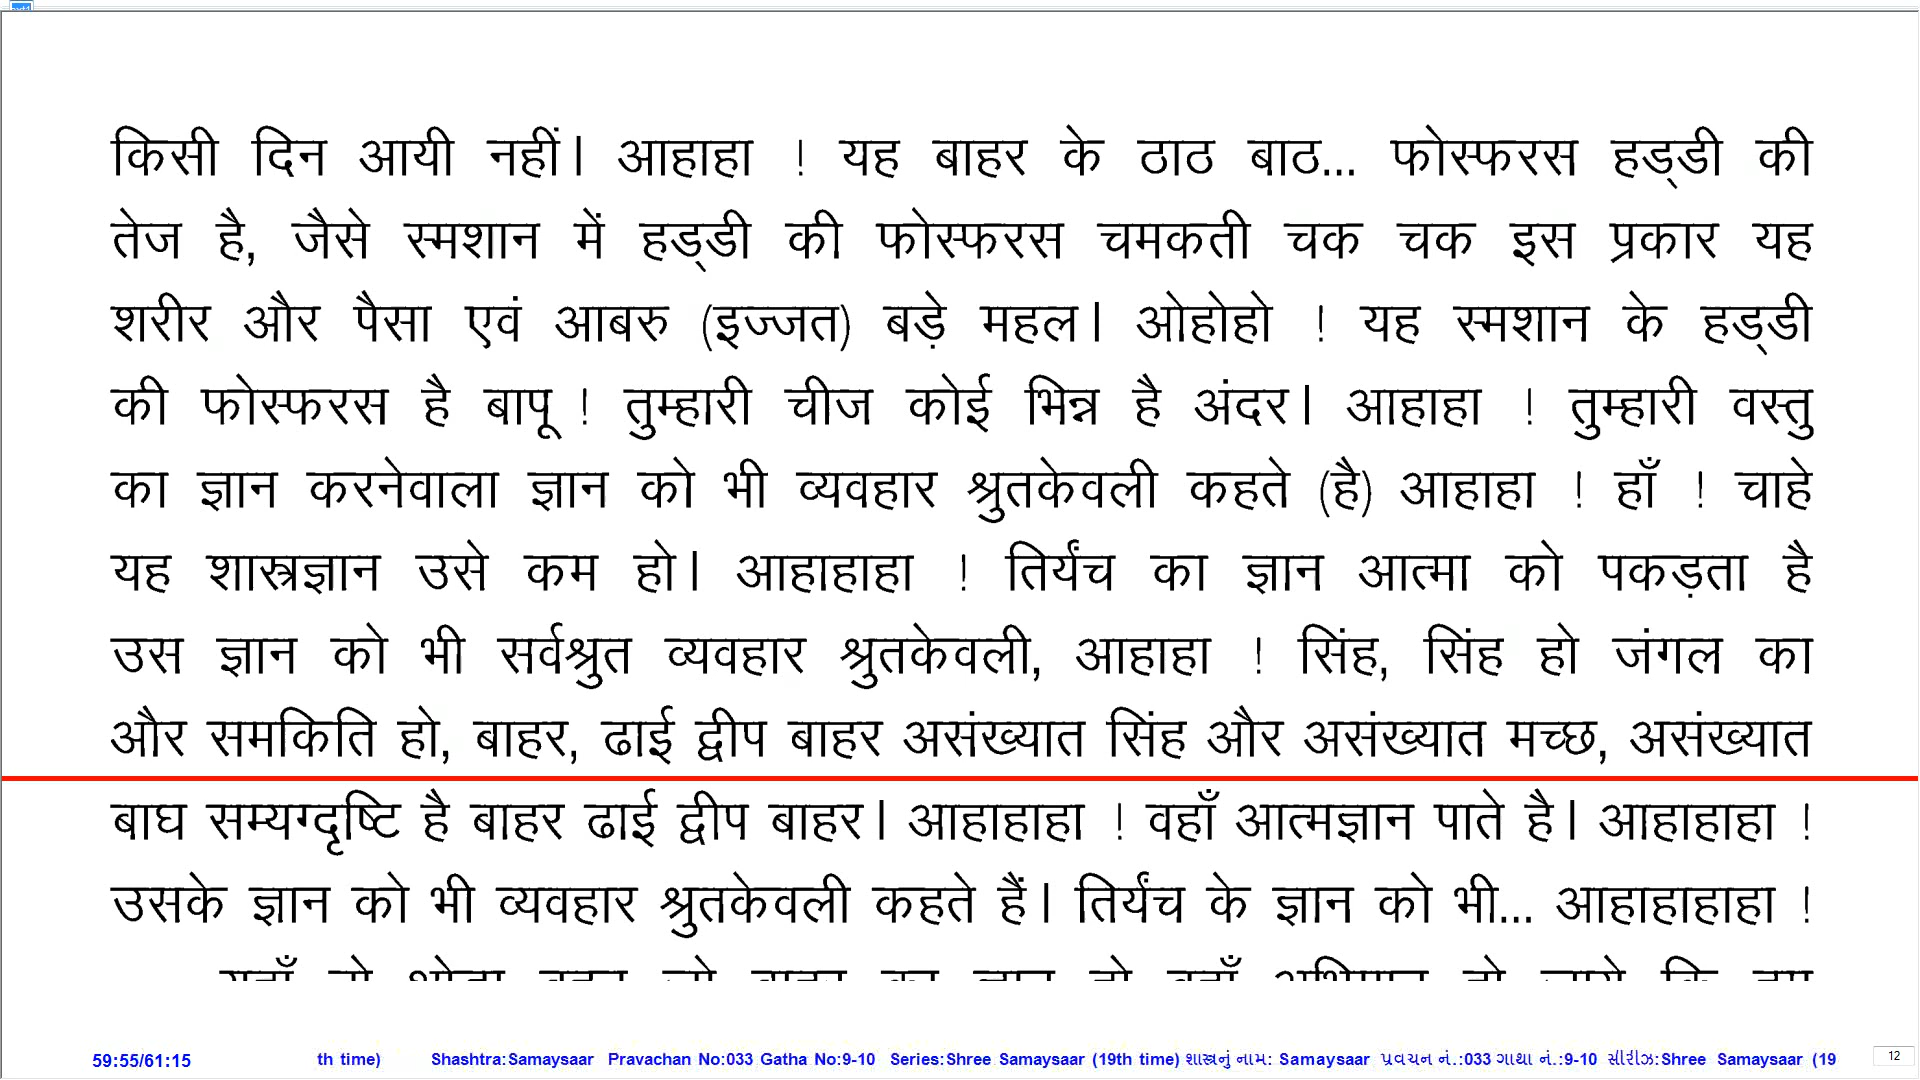 किसी दिन आयी नहीं। आहाहा ! यह बाहर के ठाठ बाठ... फोस्फरस हड्डी की
तेज है, जैसे स्मशान में हड्डी की फोस्फरस चमकती चक चक इस प्रकार यह
शरीर और पैसा एवं आबरु (इज्जत) बड़े महल। ओहोहो ! यह स्मशान के हड्डी
की फोस्फरस है बापू ! तुम्हारी चीज कोई भिन्न है अंदर। आहाहा ! तुम्हारी वस्तु
का ज्ञान करनेवाला ज्ञान को भी व्यवहार श्रुतकेवली कहते (है) आहाहा ! हाँ ! चाहे
यह शास्त्रज्ञान उसे कम हो। आहाहाहा ! तिर्यंच का ज्ञान आत्मा को पकड़ता है
उस ज्ञान को भी सर्वश्रुत व्यवहार श्रुतकेवली, आहाहा ! सिंह, सिंह हो जंगल का
और समकिति हो, बाहर, ढाई द्वीप बाहर असंख्यात सिंह और असंख्यात मच्छ, असंख्यात
बाघ सम्यग्दृष्टि है बाहर ढाई द्वीप बाहर। आहाहाहा ! वहाँ आत्मज्ञान पाते है। आहाहाहा !
उसके ज्ञान को भी व्यवहार श्रुतकेवली कहते हैं। तिर्यंच के ज्ञान को भी... आहाहाहाहा !
59:55/61:15 th time) Shashtra:Samaysaar Pravachan No:033 Gatha No:9-10 Series:Shree Samaysaar (19th time) શાસ્ત્રનું નામ: Samaysaar પ્રવચન નં.:033 ગાથા નં.:9-10 સીરીઝ:Shree Samaysaar (19 12